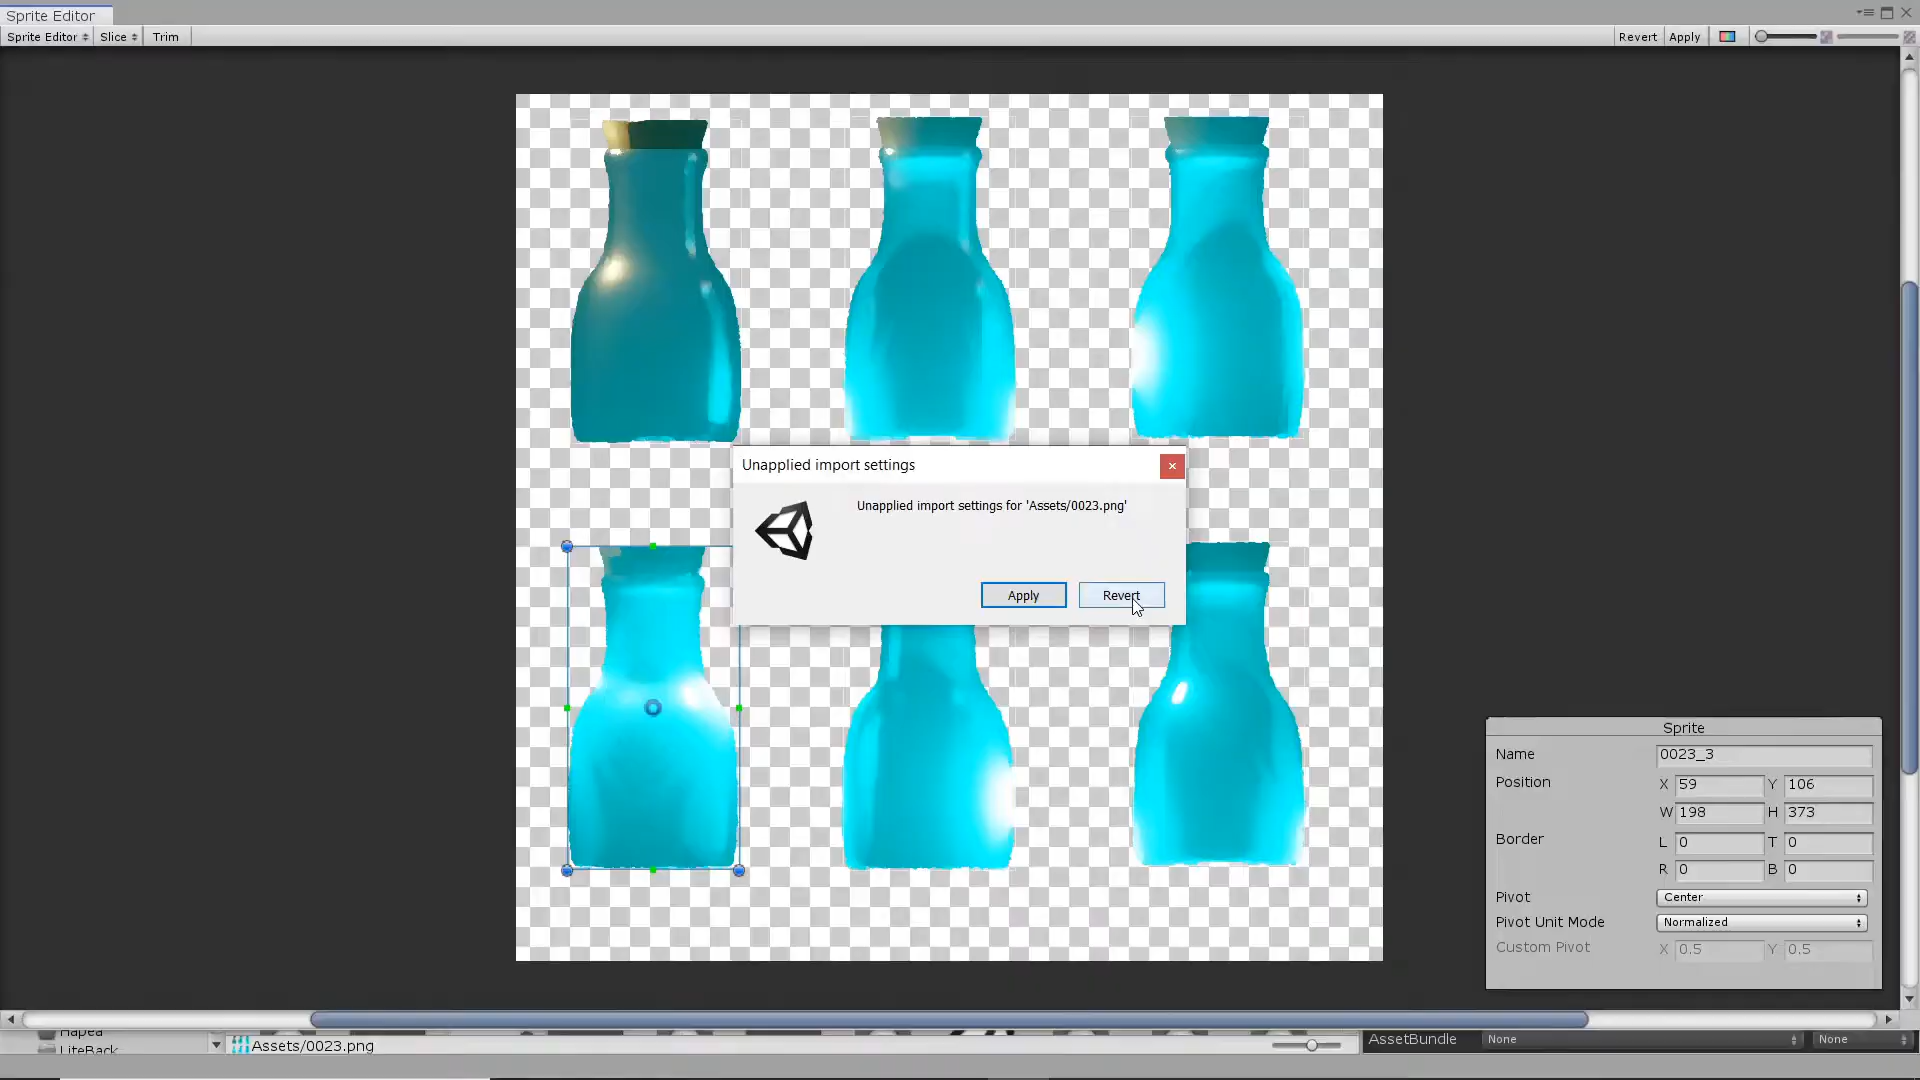 Sprite Editor
Sprite Editor Slice Trim Revert Apply
Unapplied import settings
Unapplied import settings for 'Assets/0023.png'
Apply Revert
Sprite
Name 0023_3
Position X 59 Y 106
W 198 H 373
Border L 0 T 0
R 0 B 0
Pivot Center
Pivot Unit Mode Normalized
Custom Pivot X 0.5 Y 0.5
Hapea
LiteBack
Assets/0023.png
AssetBundle None None